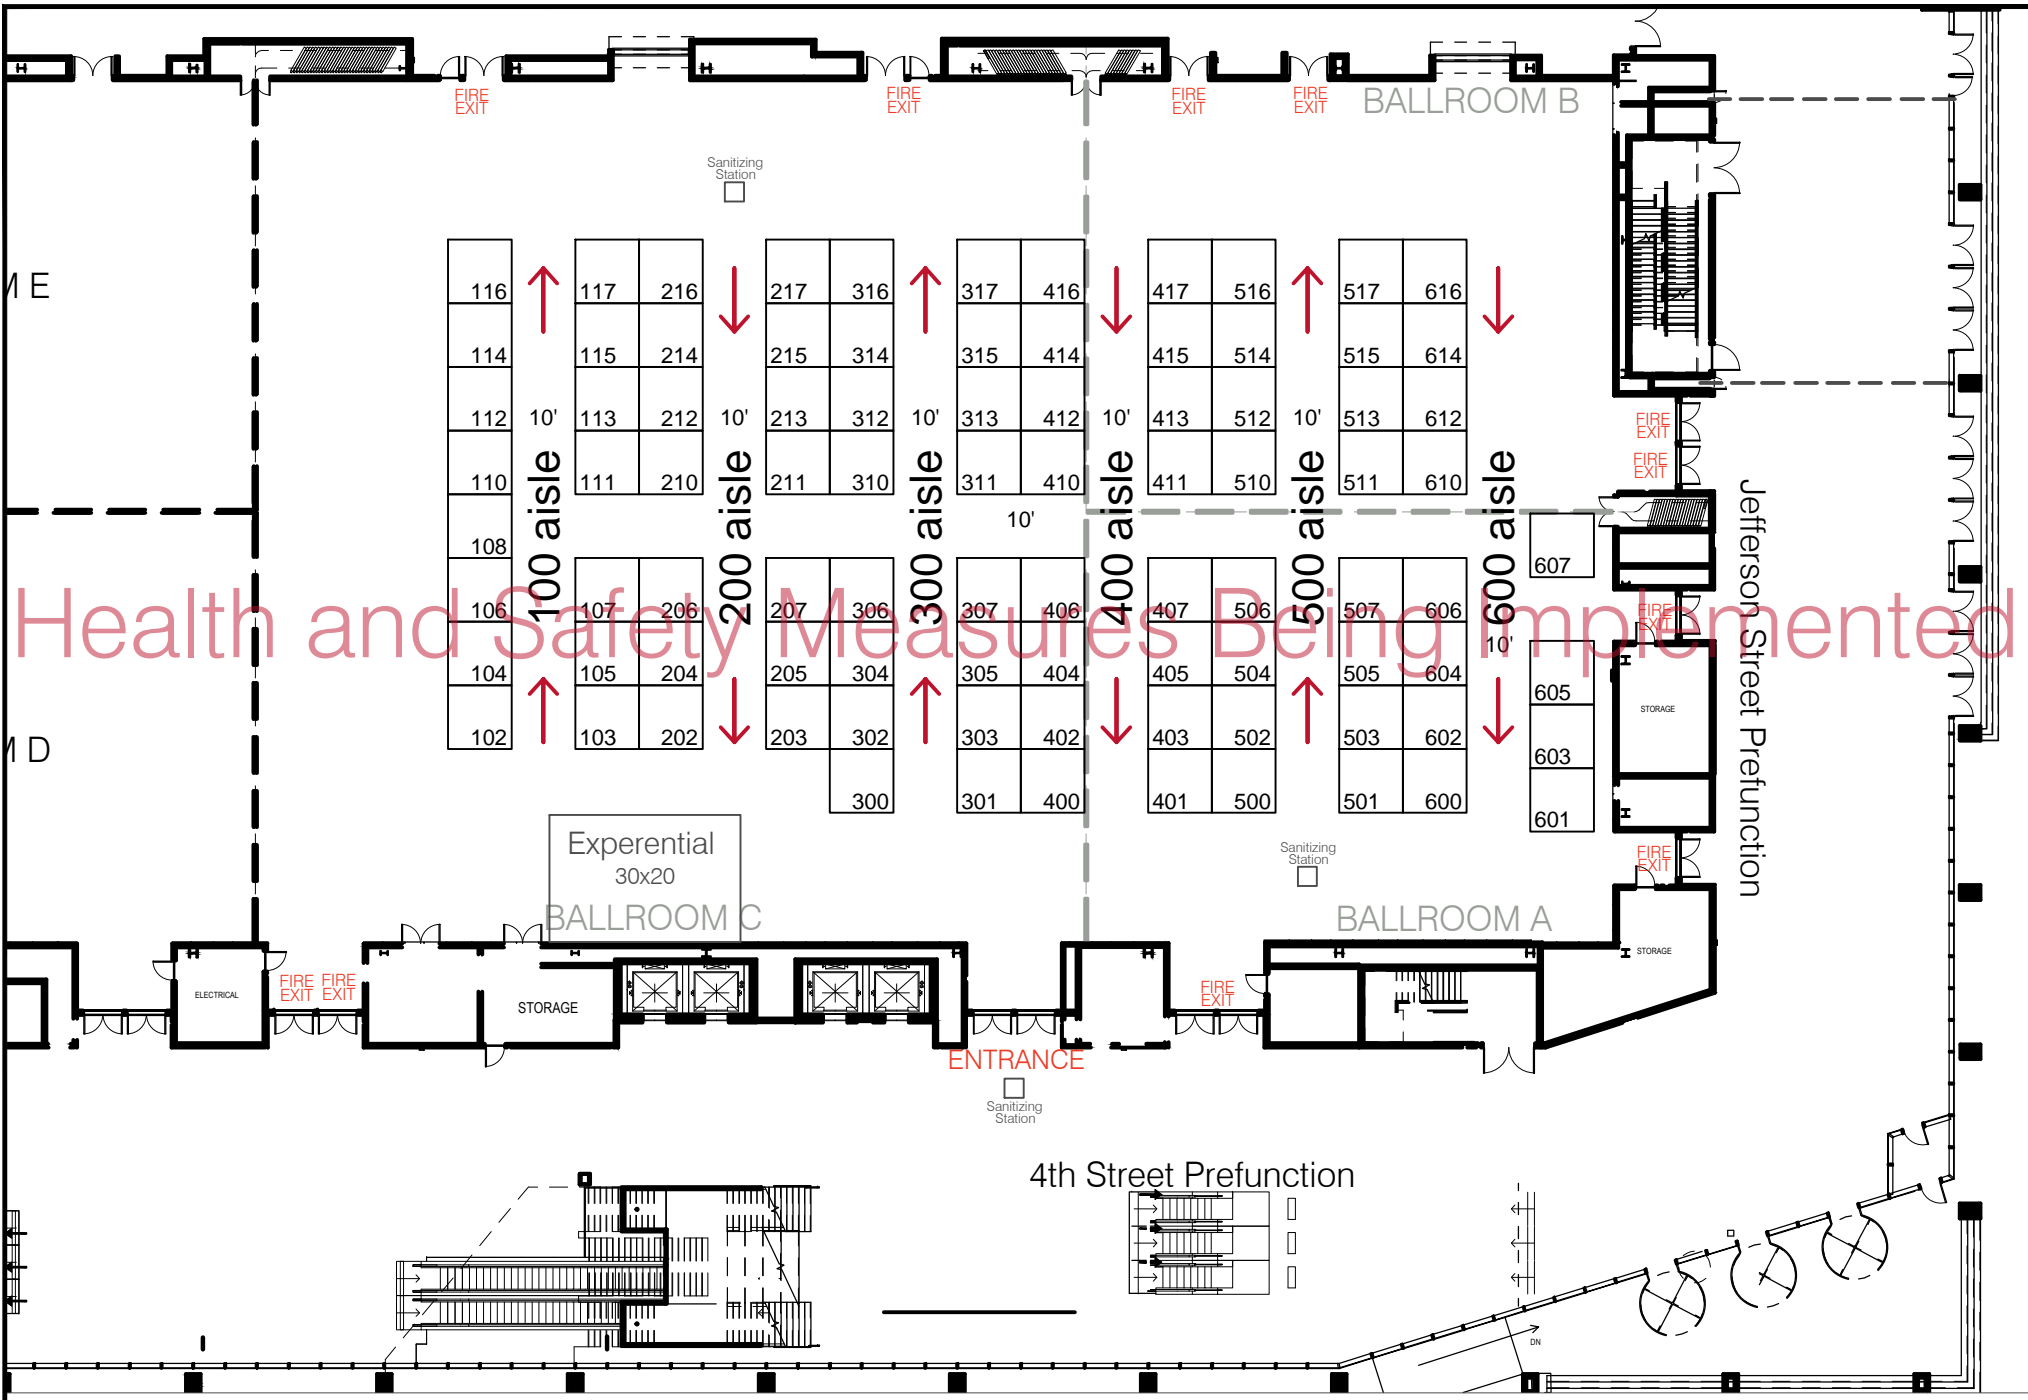 FIRE
EXIT
FIRE
EXIT
FIRE
EXIT
FIRE
EXIT
BALLROOM B
Sanitizing
Station
M E
116 117 216 217 316 317 416 417 516 517 616
114 115 214 215 314 315 414 415 514 515 614
112 10' 113 212 10' 213 312 10' 313 412 10' 413 512 10' 513 612
FIRE
EXIT
FIRE
EXIT
110 111 210 211 310 311 410 411 510 511 610
100 aisle 200 aisle 300 aisle 400 aisle 500 aisle 600 aisle
10'
108
607
106 107 206 207 306 307 406 407 506 507 606
FIRE
EXIT
Health and Safety Measures Being Implemented
10'
104 105 204 205 304 305 404 405 504 505 604
605
STORAGE
Jefferson Street Prefunction
M D
102 103 202 203 302 303 402 403 502 503 602
603
300 301 400 401 500 501 600
601
Experential
30x20
Sanitizing
Station
FIRE
EXIT
BALLROOM C
BALLROOM A
STORAGE
ELECTRICAL
FIRE
EXIT
FIRE
EXIT
STORAGE
FIRE
EXIT
ENTRANCE
Sanitizing
Station
4th Street Prefunction
DN